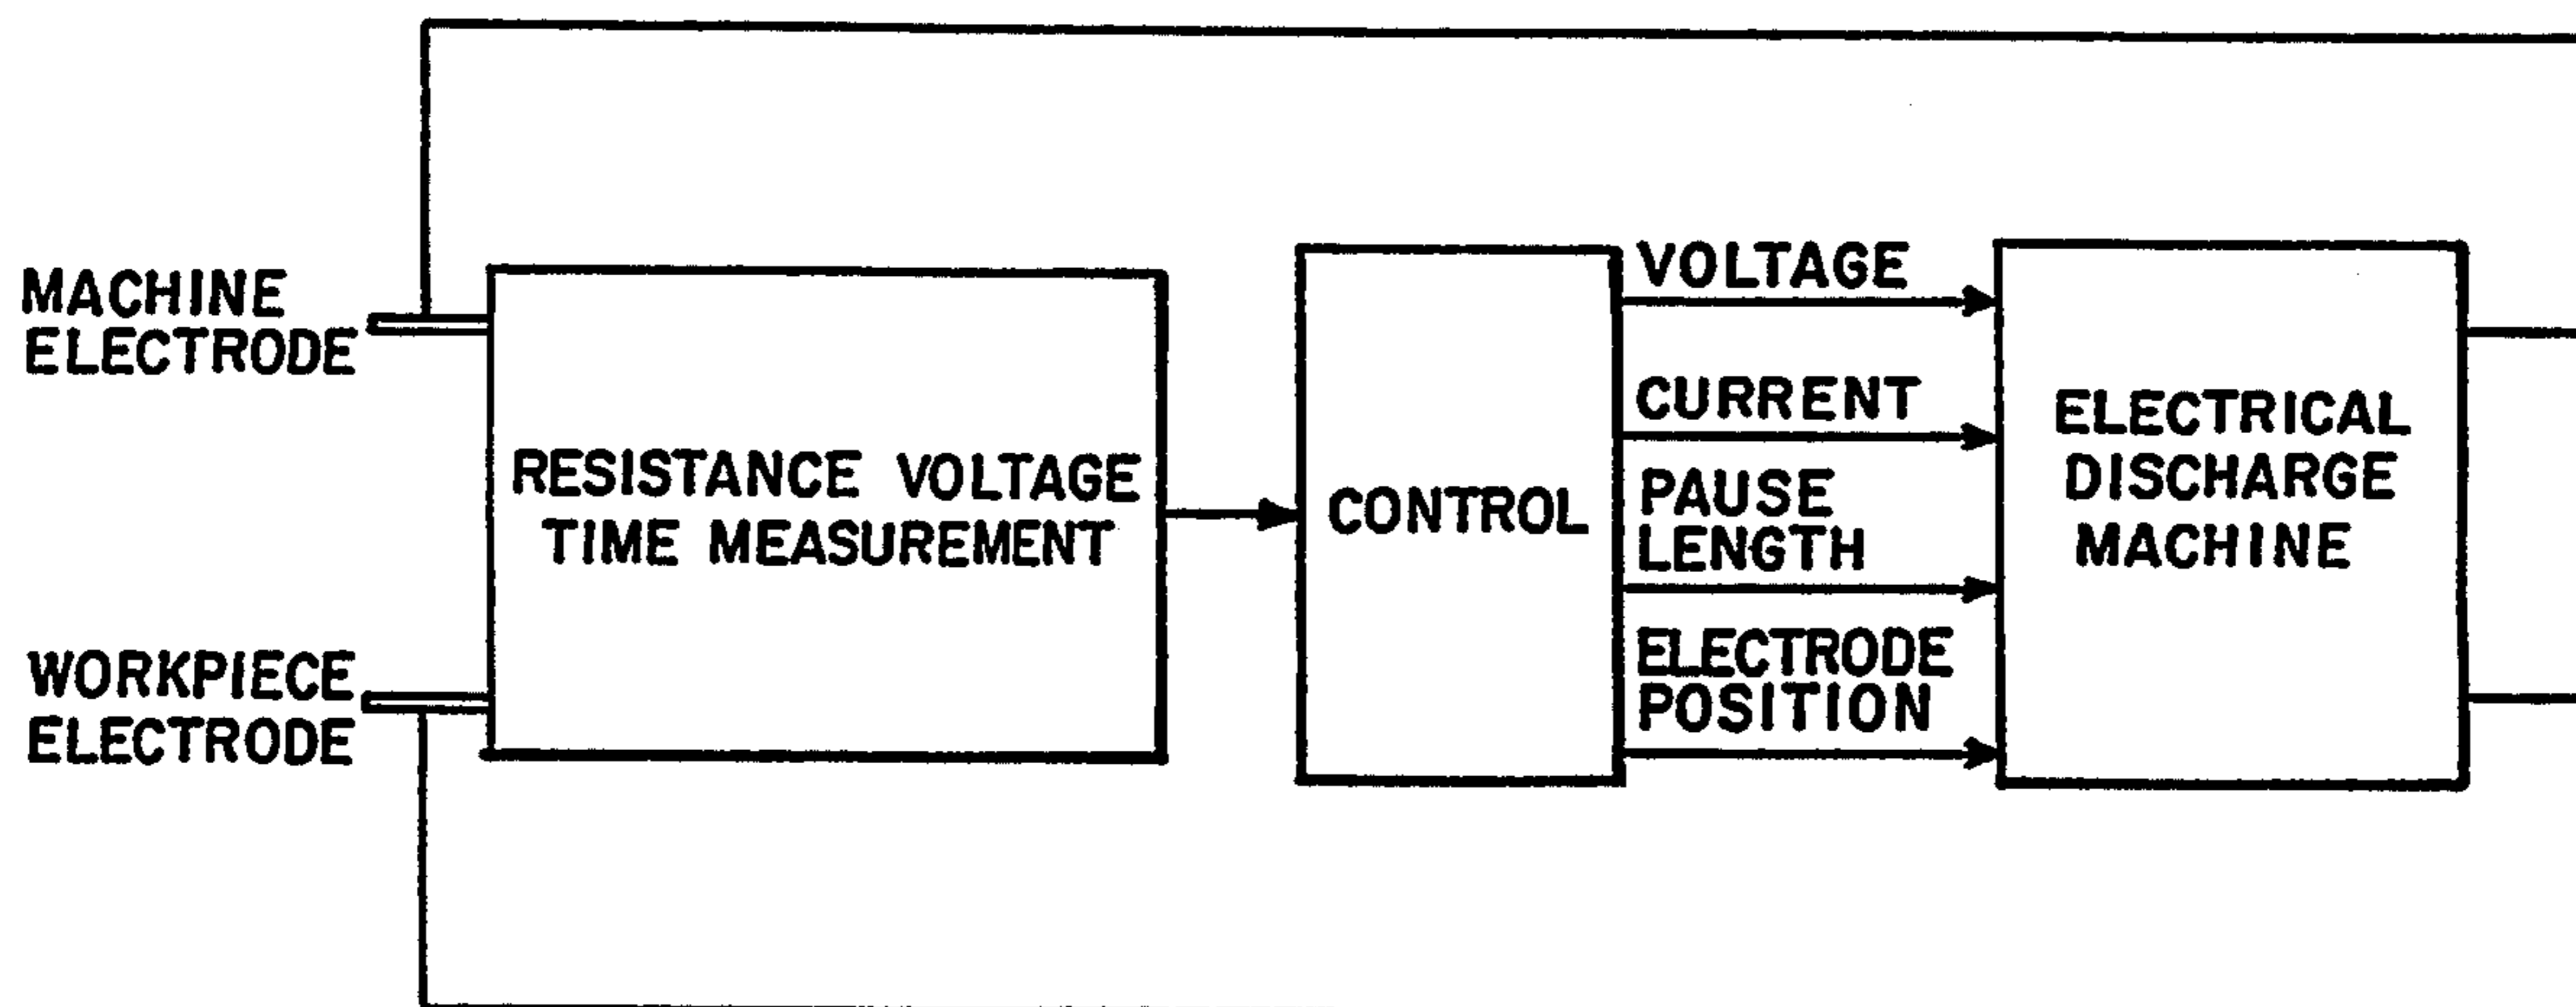 MACHINE
ELECTRODE
WORKPIECE
ELECTRODE
RESISTANCE VOLTAGE
TIME MEASUREMENT
CONTROL
VOLTAGE
CURRENT
PAUSE
LENGTH
ELECTRODE
POSITION
ELECTRICAL
DISCHARGE
MACHINE